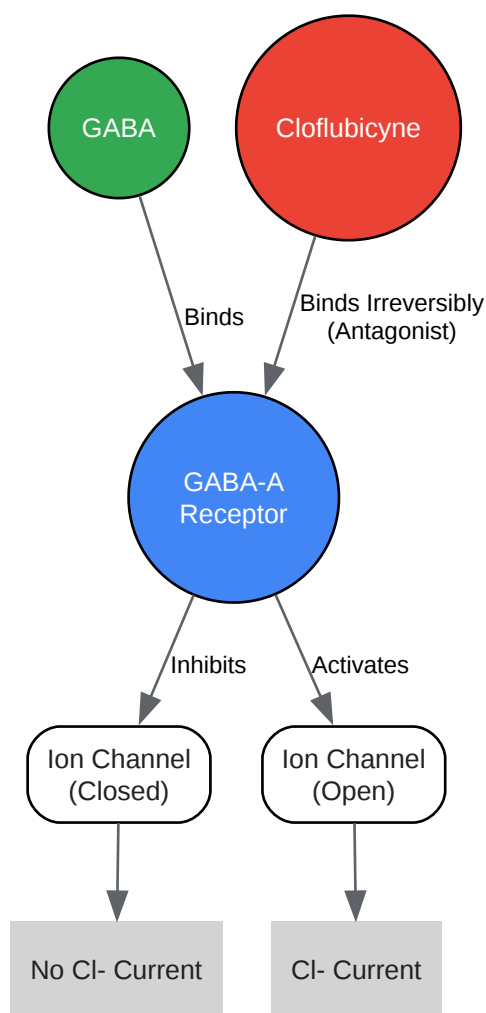 GABA
Cloflubicyne
Binds
Binds Irreversibly
(Antagonist)
GABA-A
Receptor
Inhibits
Activates
Ion Channel
(Closed)
Ion Channel
(Open)
No Cl- Current
Cl- Current